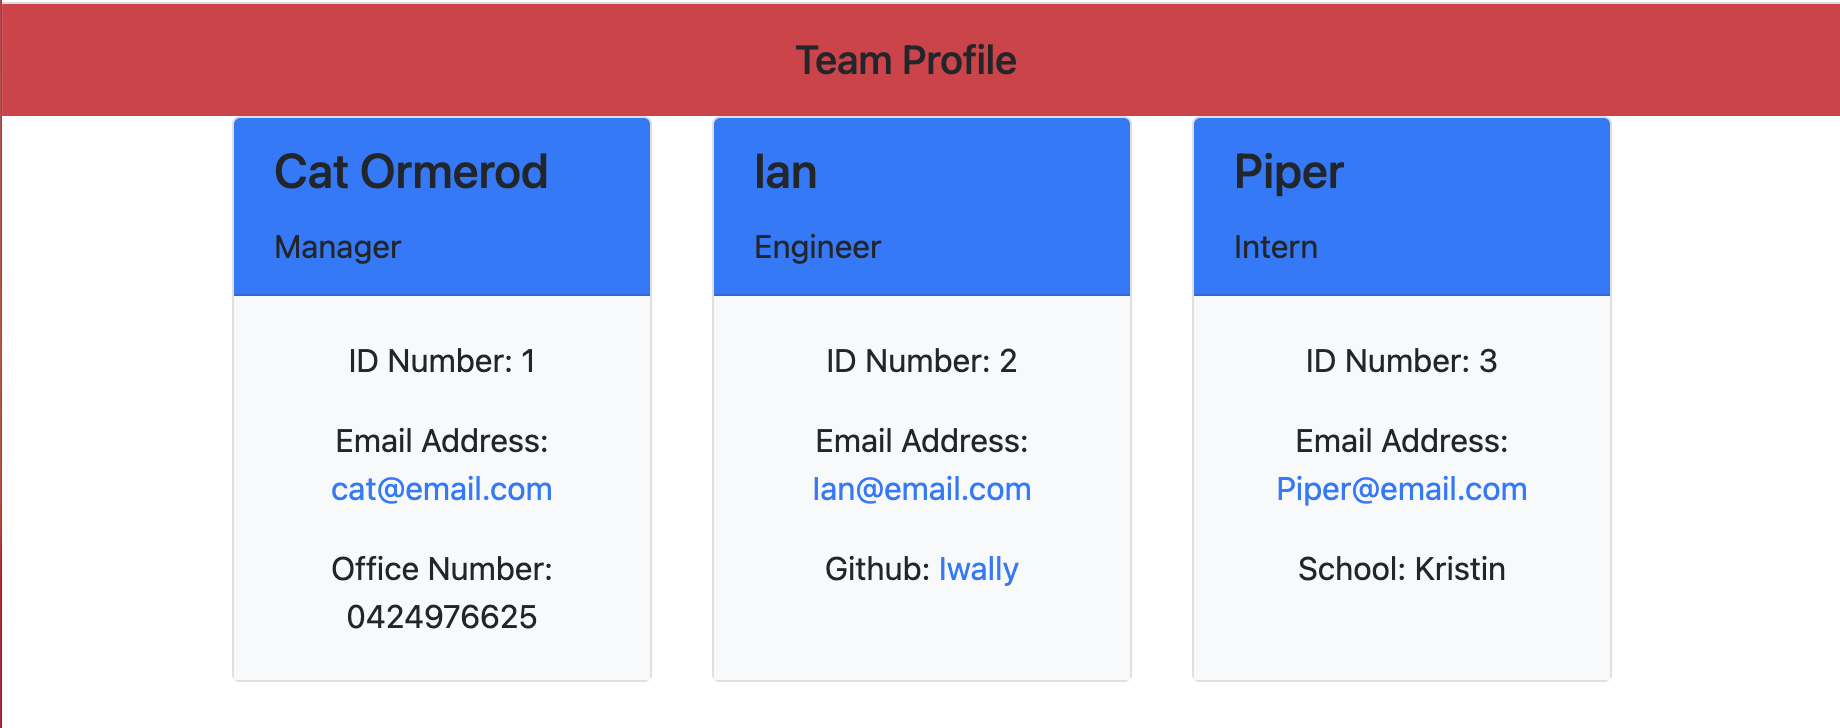 Team Profile
Cat Ormerod
Manager
ID Number: 1
Email Address:
cat@email.com
Office Number:
0424976625
Ian
Engineer
ID Number: 2
Email Address:
Ian@email.com
Github: Iwally
Piper
Intern
ID Number: 3
Email Address:
Piper@email.com
School: Kristin